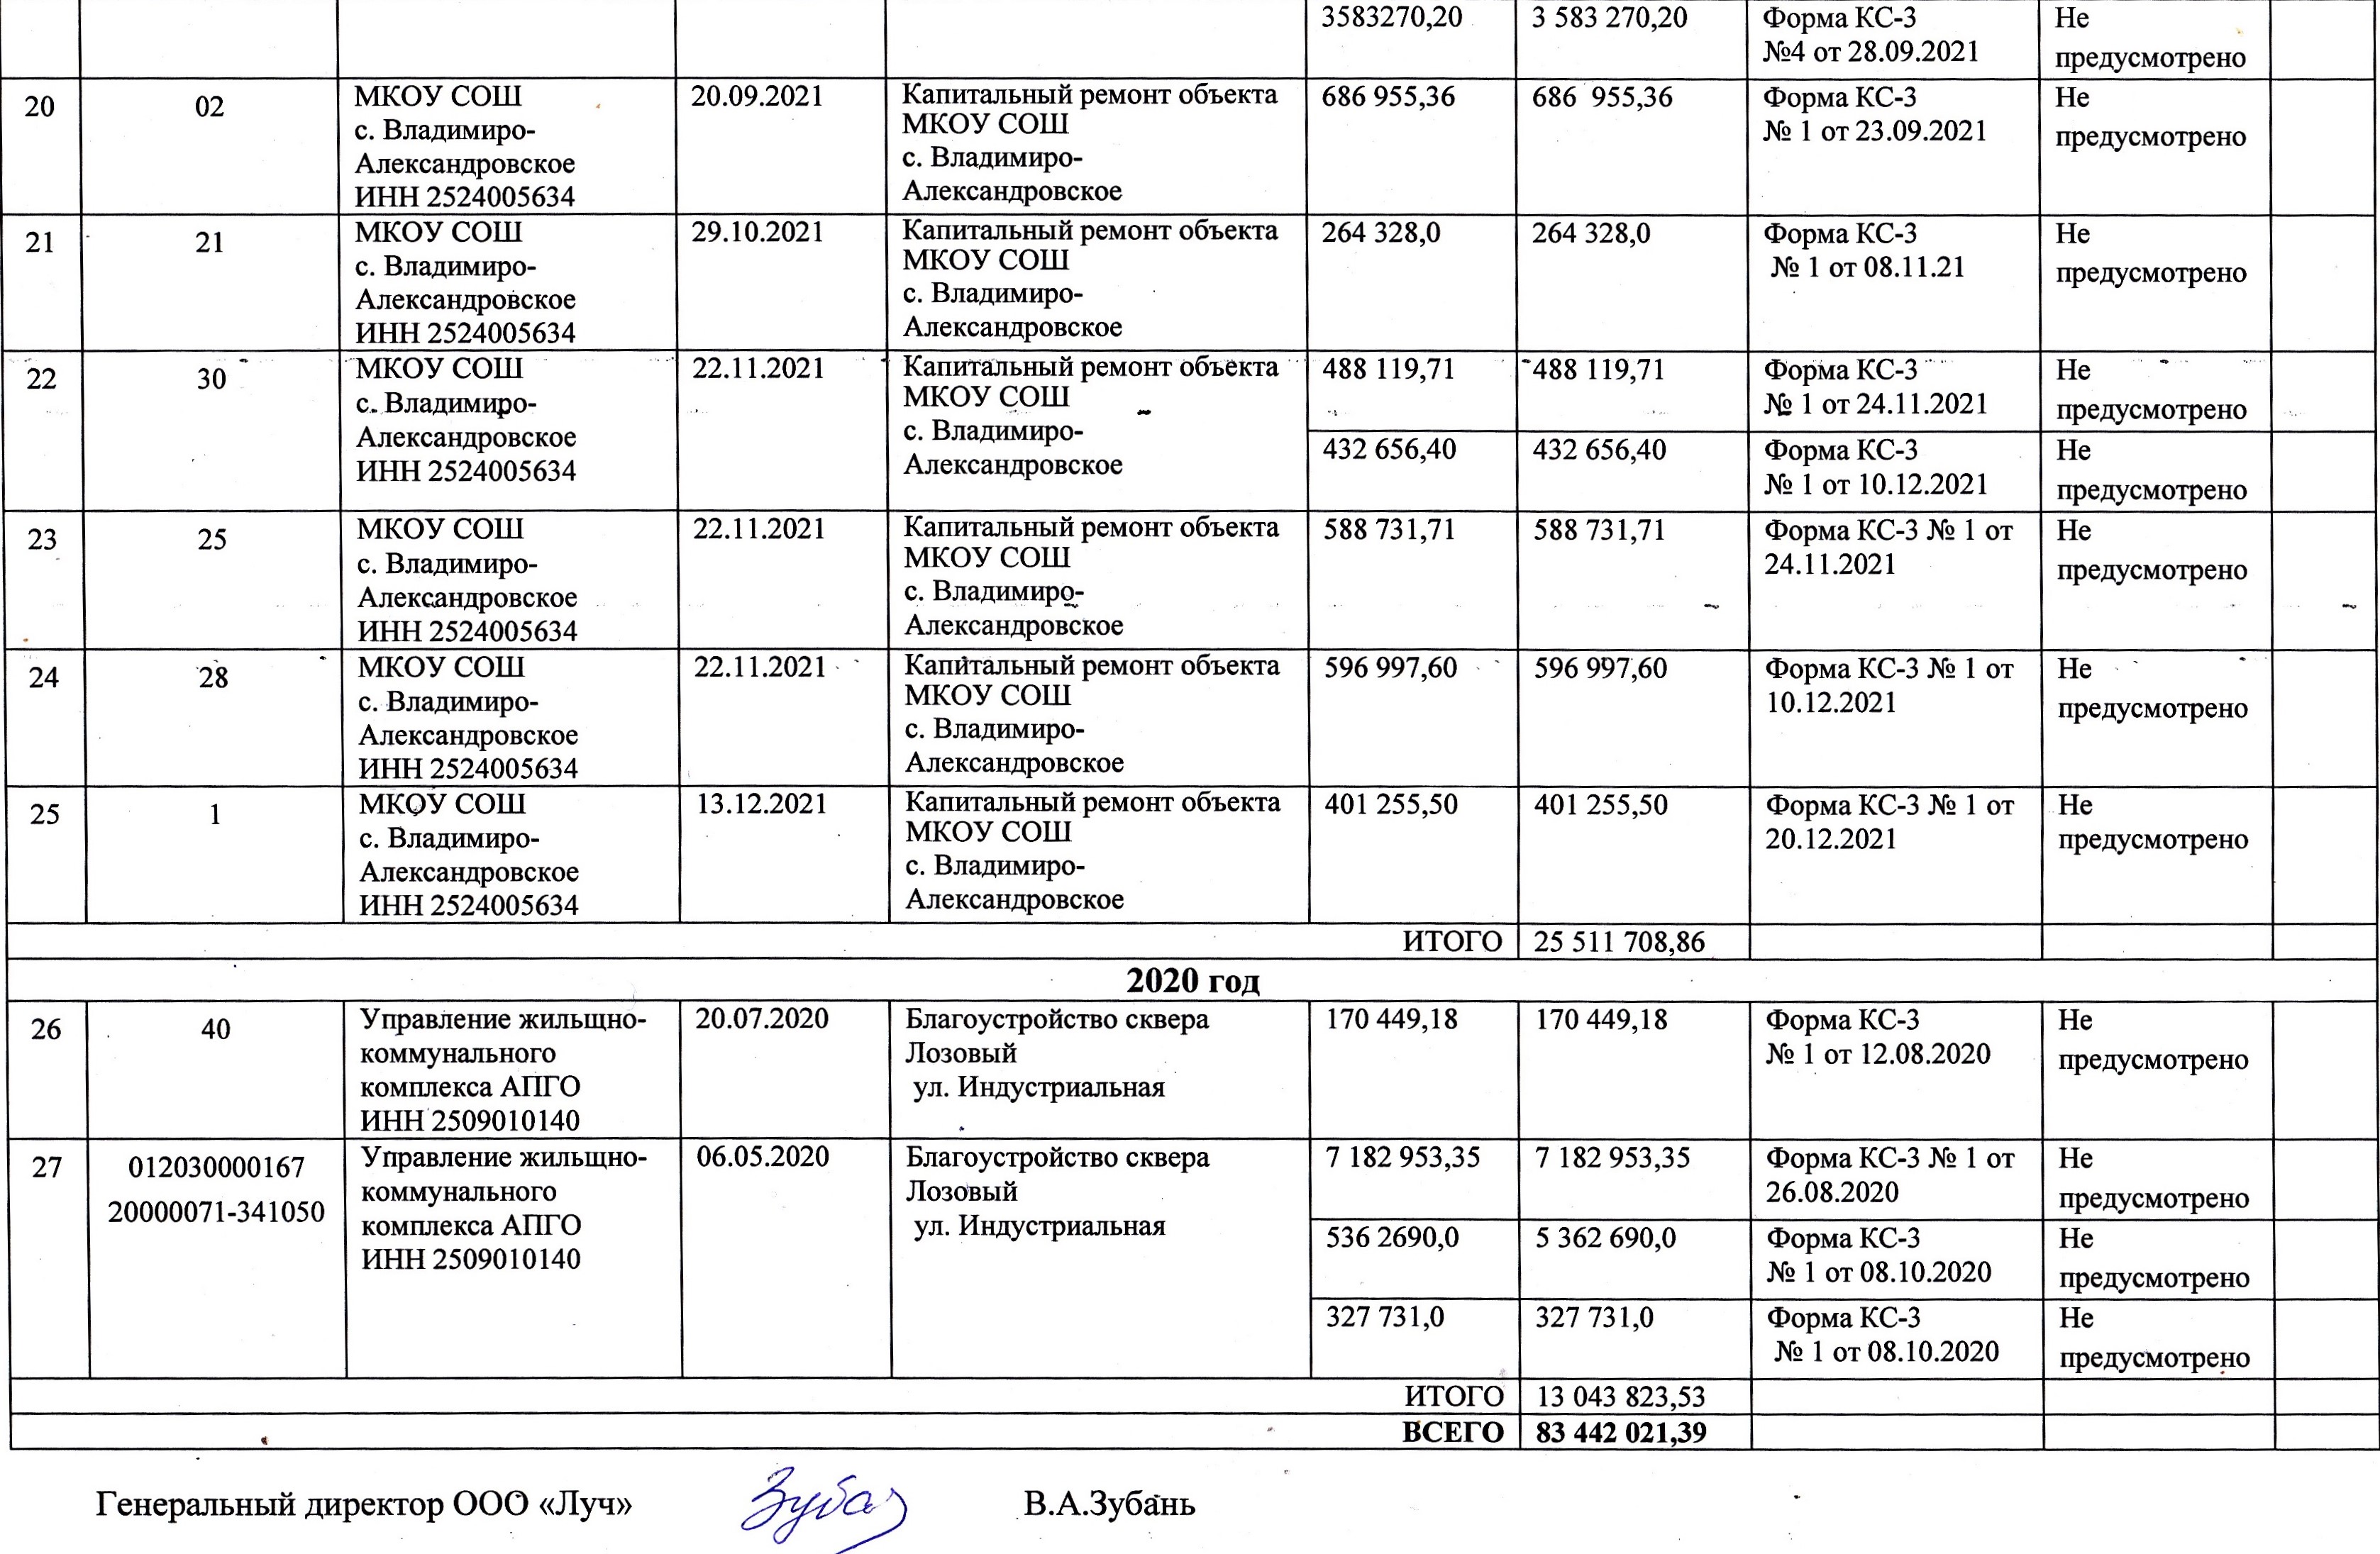 3583270,20 3 583 270,20 Форма КС-3 Не
№4 от 28.09.2021 предусмотрено
20 02 МКОУ СОШ 20.09.2021 Капитальный ремонт объекта 686 955,36 686 955,36 Форма КС-3 Не
с. Владимиро- МКОУ СОШ № 1 от 23.09.2021 предусмотрено
Александровское с. Владимиро-
ИНН 2524005634 Александровское
21 21 МКОУ СОШ 29.10.2021 Капитальный ремонт объекта 264 328,0 264 328,0 Форма КС-3 Не
с. Владимиро- МКОУ СОШ № 1 от 08.11.21 предусмотрено
Александровское с. Владимиро-
ИНН 2524005634 Александровское
22 30 МКОУ СОШ 22.11.2021 Капитальный ремонт объекта 488 119,71 488 119,71 Форма КС-3 Не
с. Владимиро- МКОУ СОШ № 1 от 24.11.2021 предусмотрено
Александровское с. Владимиро- 432 656,40 432 656,40 Форма КС-3 Не
ИНН 2524005634 Александровское № 1 от 10.12.2021 предусмотрено
23 25 МКОУ СОШ 22.11.2021 Капитальный ремонт объекта 588 731,71 588 731,71 Форма КС-3 № 1 от Не
с. Владимиро- МКОУ СОШ 24.11.2021 предусмотрено
Александровское с. Владимиро-
ИНН 2524005634 Александровское
24 28 МКОУ СОШ 22.11.2021 Капитальный ремонт объекта 596 997,60 596 997,60 Форма КС-3 № 1 от Не
с. Владимиро- МКОУ СОШ 10.12.2021 предусмотрено
Александровское с. Владимиро-
ИНН 2524005634 Александровское
25 1 МКОУ СОШ 13.12.2021 Капитальный ремонт объекта 401 255,50 401 255,50 Форма КС-3 № 1 от Не
с. Владимиро- МКОУ СОШ 20.12.2021 предусмотрено
Александровское с. Владимиро-
ИНН 2524005634 Александровское
ИТОГО 25 511 708,86
2020 год
26 40 Управление жильщно- 20.07.2020 Благоустройство сквера 170 449,18 170 449,18 Форма КС-3 Не
коммунального Лозовый № 1 от 12.08.2020 предусмотрено
комплекса АПГО ул. Индустриальная
ИНН 2509010140
27 012030000167 Управление жильщно- 06.05.2020 Благоустройство сквера 7 182 953,35 7 182 953,35 Форма КС-3 № 1 от Не
20000071-341050 коммунального Лозовый 26.08.2020 предусмотрено
комплекса АПГО ул. Индустриальная 536 2690,0 5 362 690,0 Форма КС-3 Не
ИНН 2509010140 № 1 от 08.10.2020 предусмотрено
327 731,0 327 731,0 Форма КС-3 Не
№ 1 от 08.10.2020 предусмотрено
ИТОГО 13 043 823,53
ВСЕГО 83 442 021,39
Генеральный директор ООО «Луч» Зубань В.А.Зубань